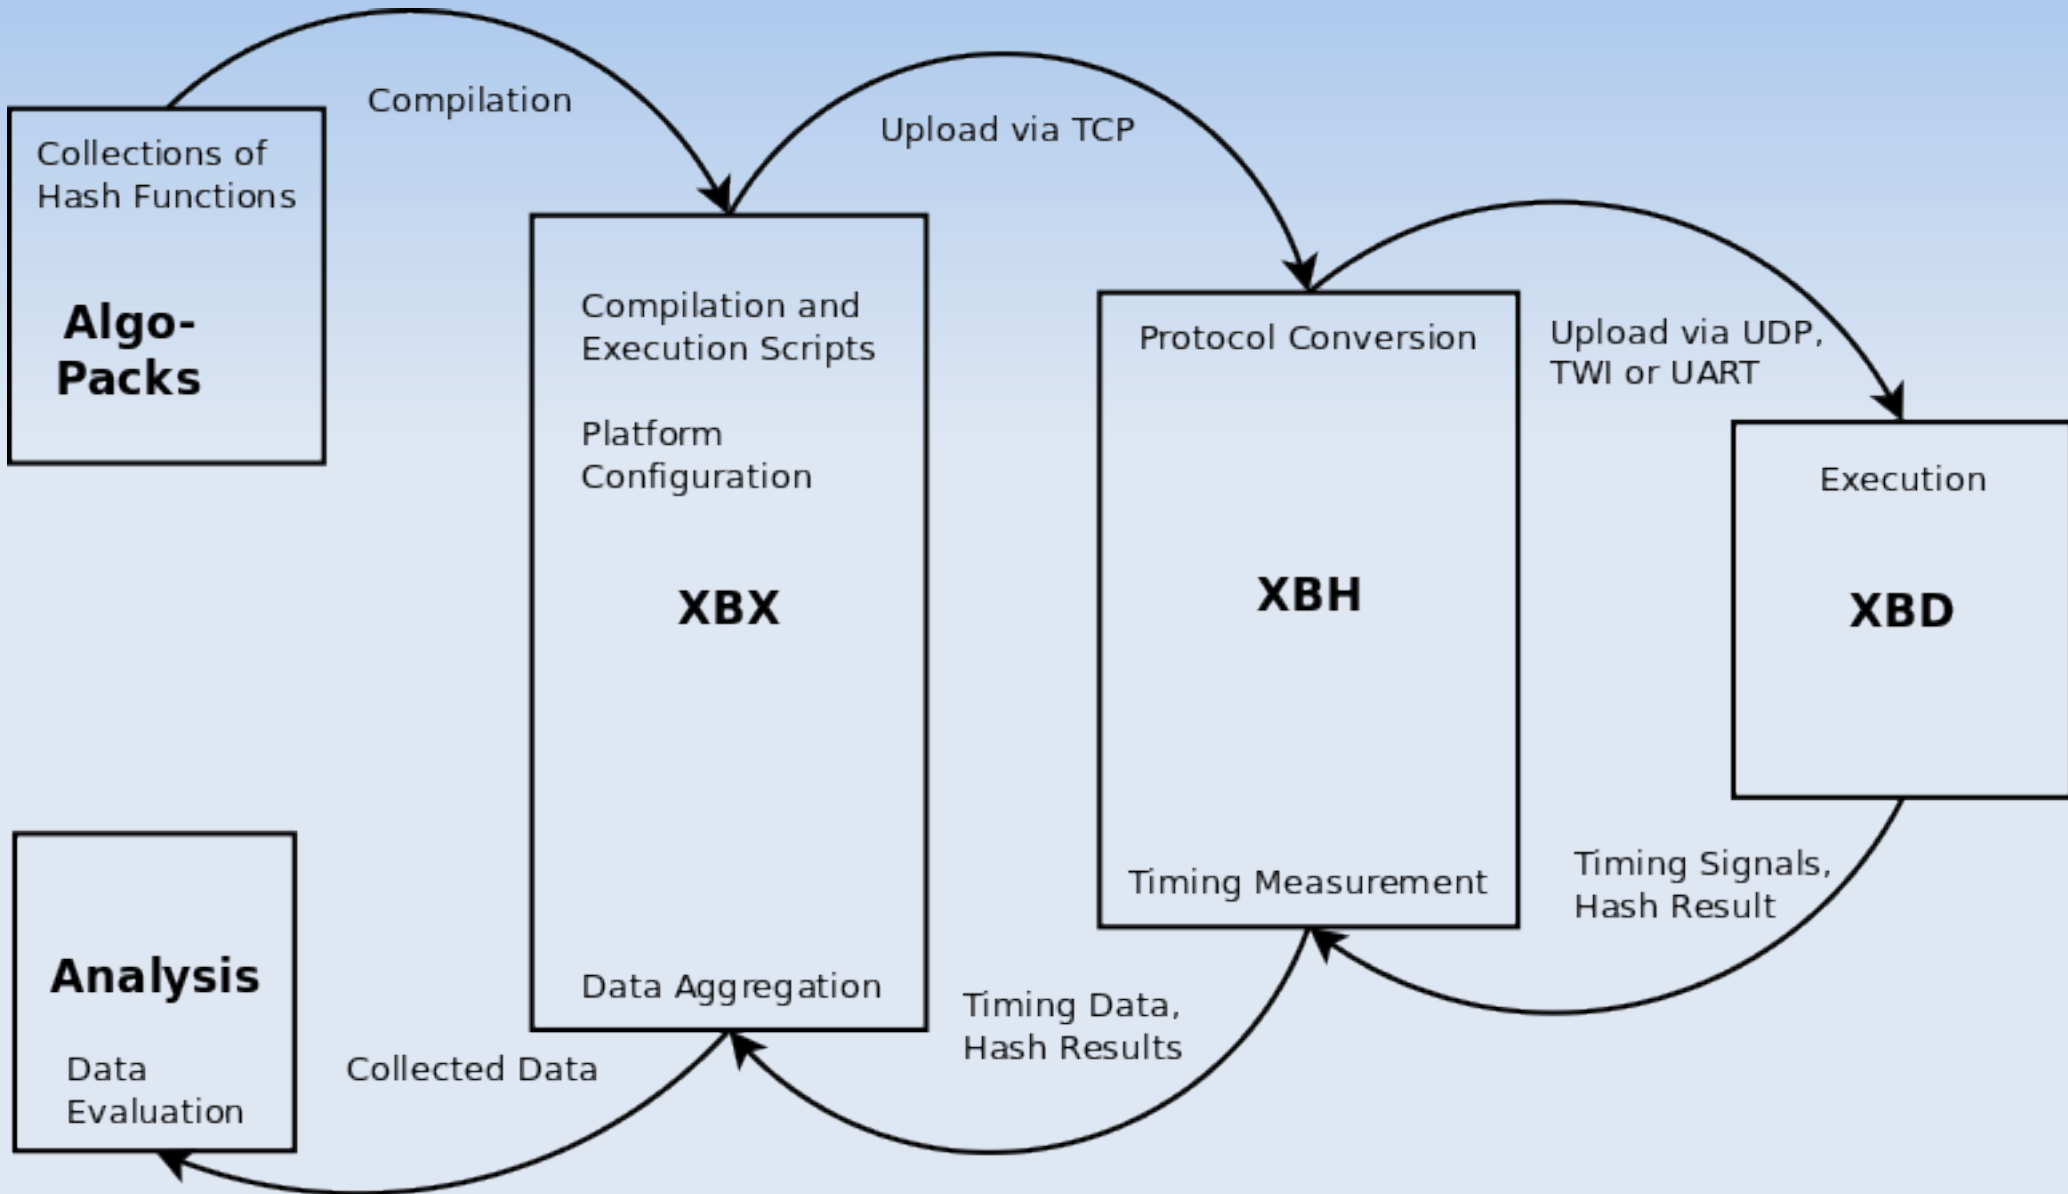 Compilation
Upload via TCP
Collections of
Hash Functions
Algo-
Packs
Compilation and
Execution Scripts
Platform
Configuration
XBX
Data Aggregation
Protocol Conversion
XBH
Timing Measurement
Upload via UDP,
TWI or UART
Execution
XBD
Timing Signals,
Hash Result
Timing Data,
Hash Results
Collected Data
Analysis
Data
Evaluation